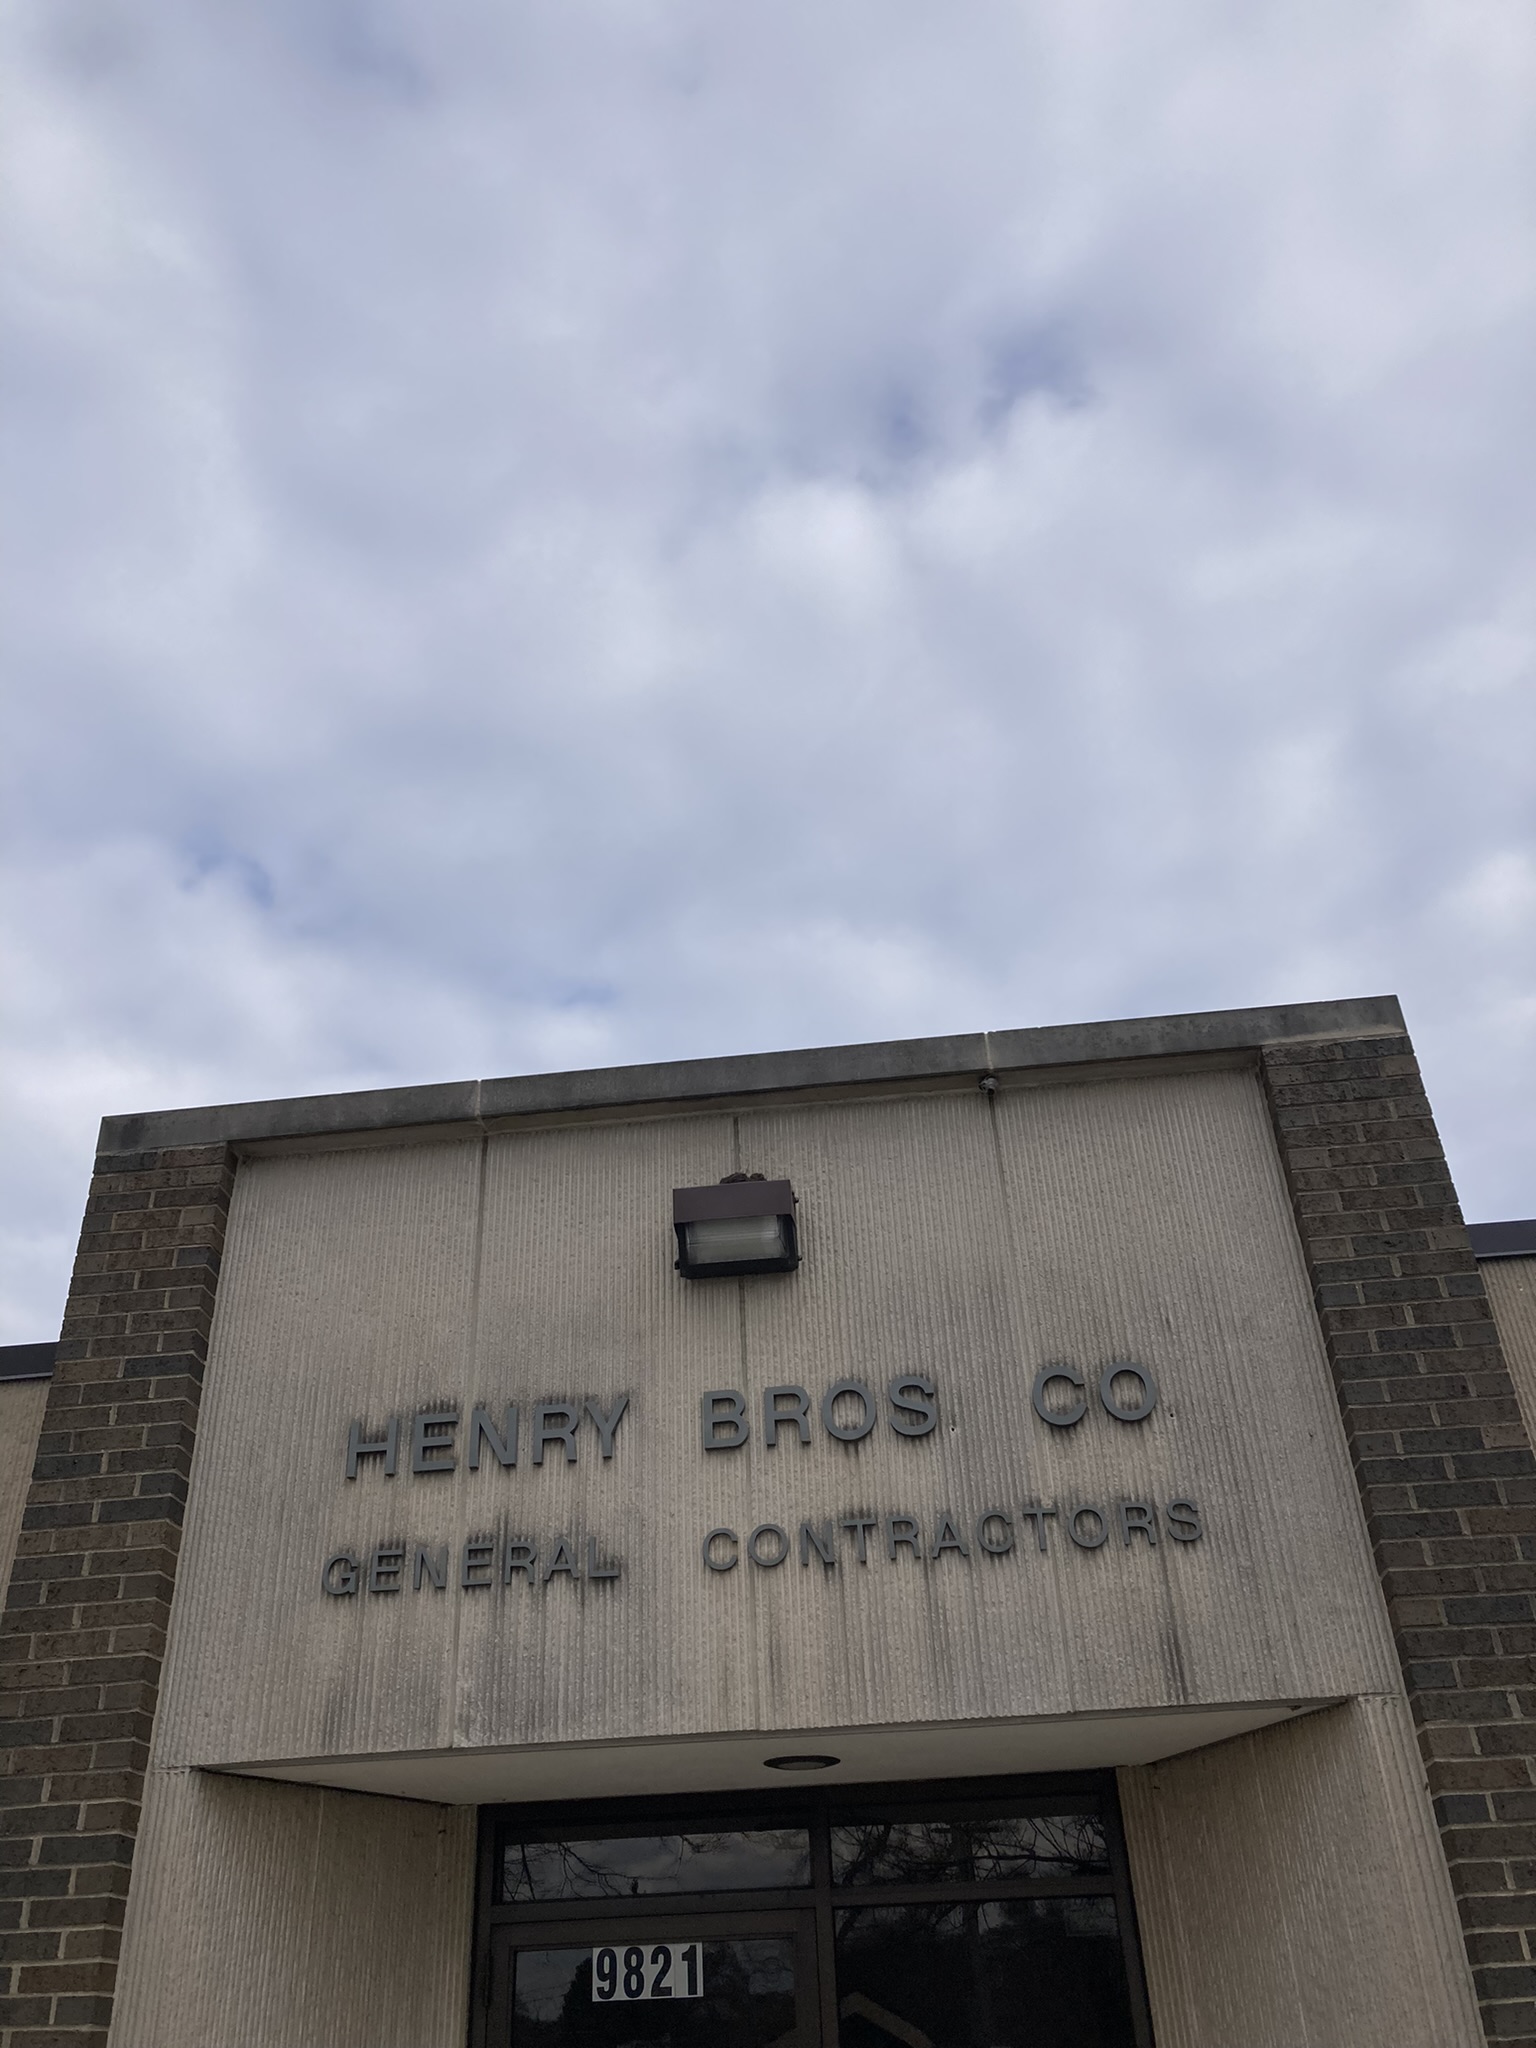 HENRY BROS CO
GENERAL CONTRACTORS
9821